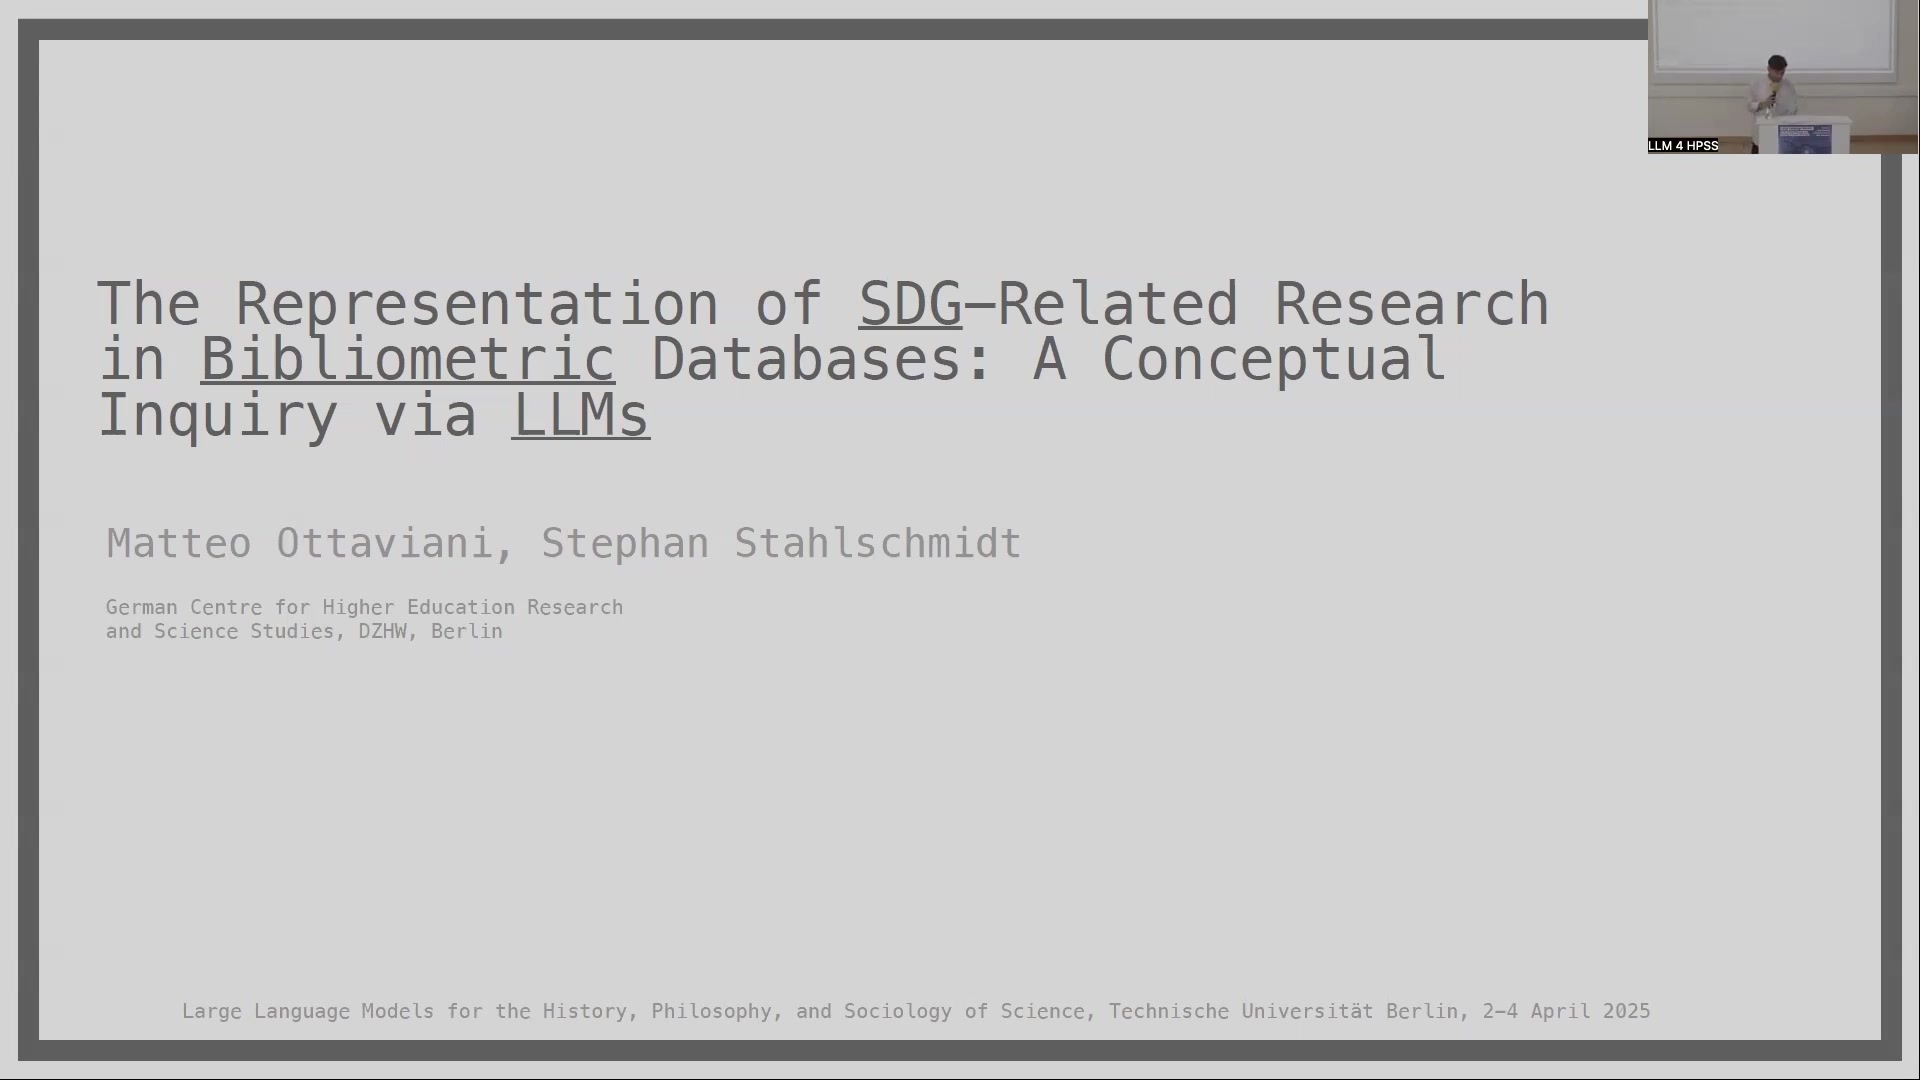 LLM 4 HPSS
The Representation of SDG—Related Research
in Bibliometric Databases: A Conceptual
Inquiry via LLMs
Matteo Ottaviani, Stephan Stahlschmidt
German Centre for Higher Education Research
and Science Studies, DZHW, Berlin
Large Language Models for the History, Philosophy, and Sociology of Science, Technische Universität Berlin, 2–4 April 2025